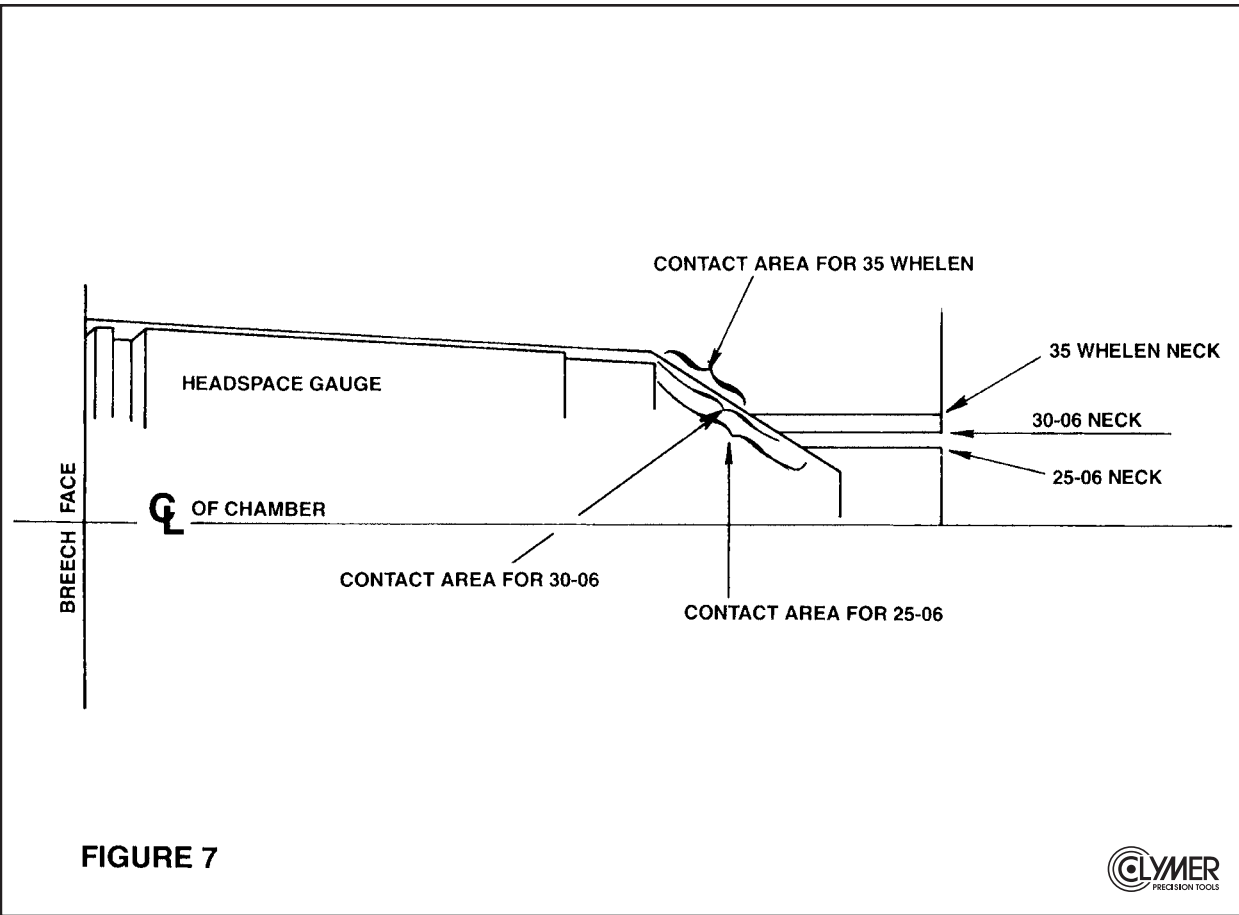 CONTACT AREA FOR 35 WHELEN
35 WHELEN NECK
HEADSPACE GAUGE
30-06 NECK
25-06 NECK
BREECH FACE
CL OF CHAMBER
CONTACT AREA FOR 30-06
CONTACT AREA FOR 25-06
FIGURE 7
CLYMER
PRECISION TOOLS